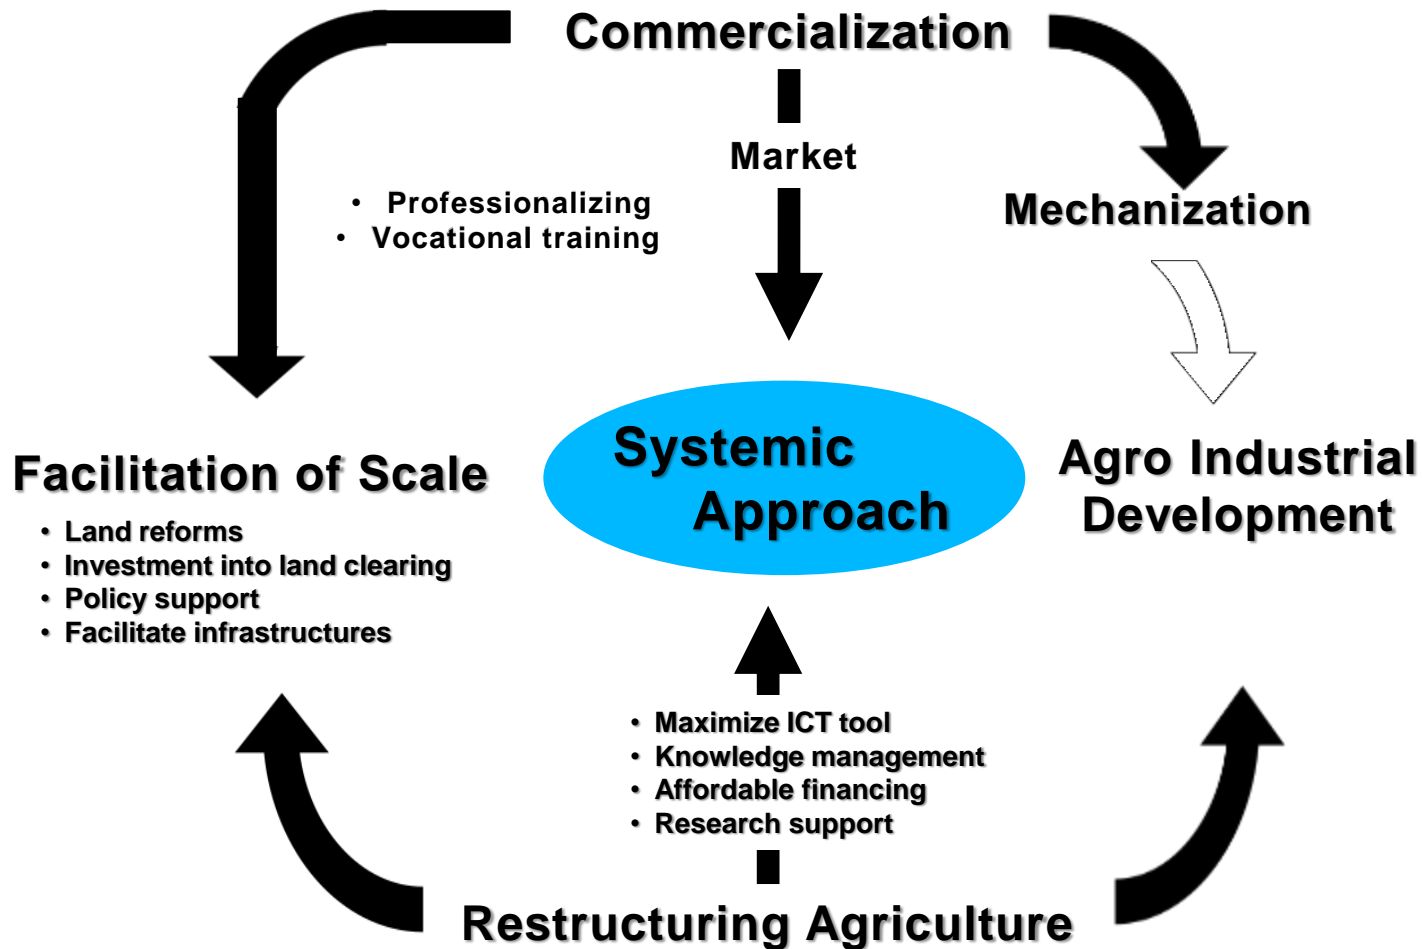 Commercialization
Market
• Professionalizing
• Vocational training
Mechanization
Facilitation of Scale
• Land reforms
• Investment into land clearing
• Policy support
• Facilitate infrastructures
Systemic
Approach
Agro Industrial
Development
• Maximize ICT tool
• Knowledge management
• Affordable financing
• Research support
Restructuring Agriculture